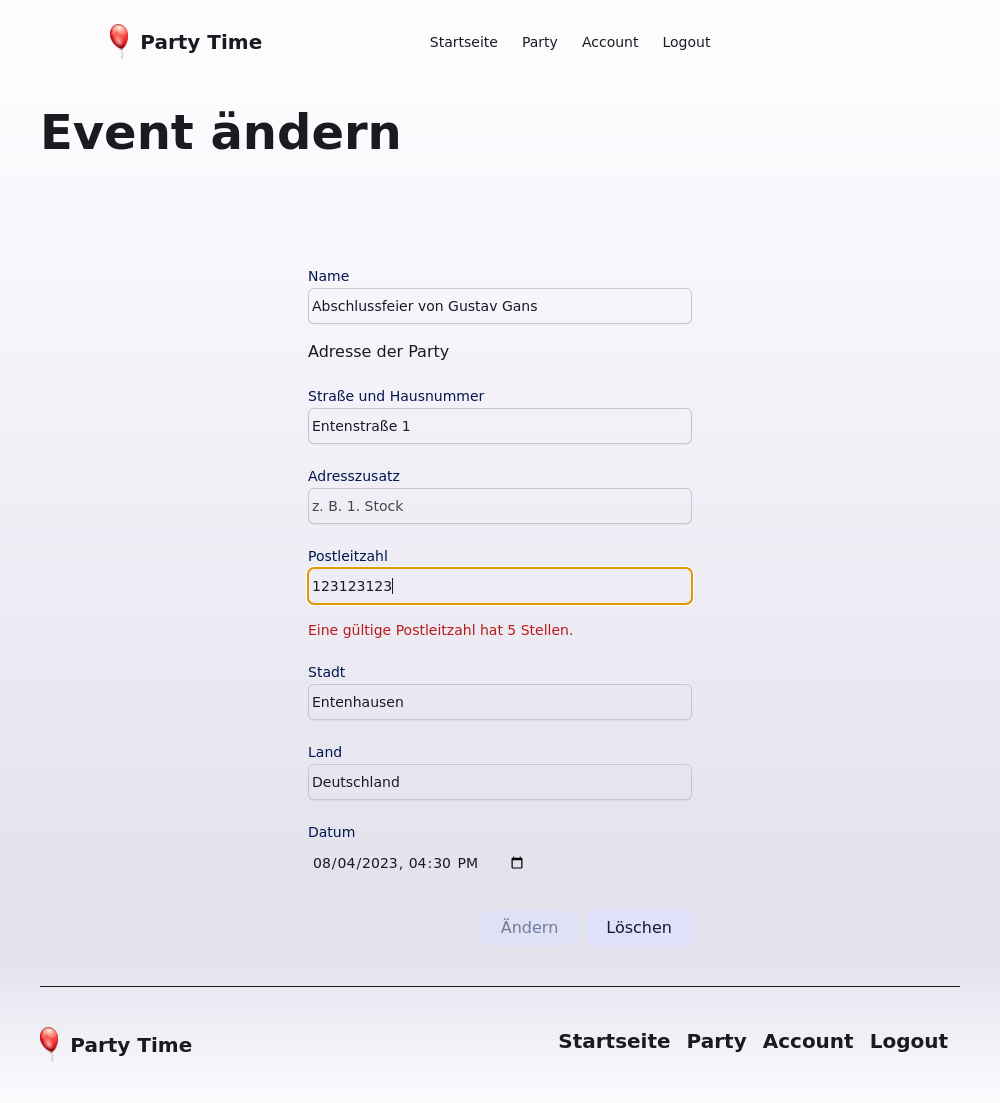 Party Time
Startseite Party Account Logout
Event ändern
Name
Abschlussfeier von Gustav Gans
Adresse der Party
Straße und Hausnummer
Entenstraße 1
Adresszusatz
z. B. 1. Stock
Postleitzahl
123123123
Eine gültige Postleitzahl hat 5 Stellen.
Stadt
Entenhausen
Land
Deutschland
Datum
08/04/2023, 04:30 PM
Ändern Löschen
Party Time
Startseite Party Account Logout